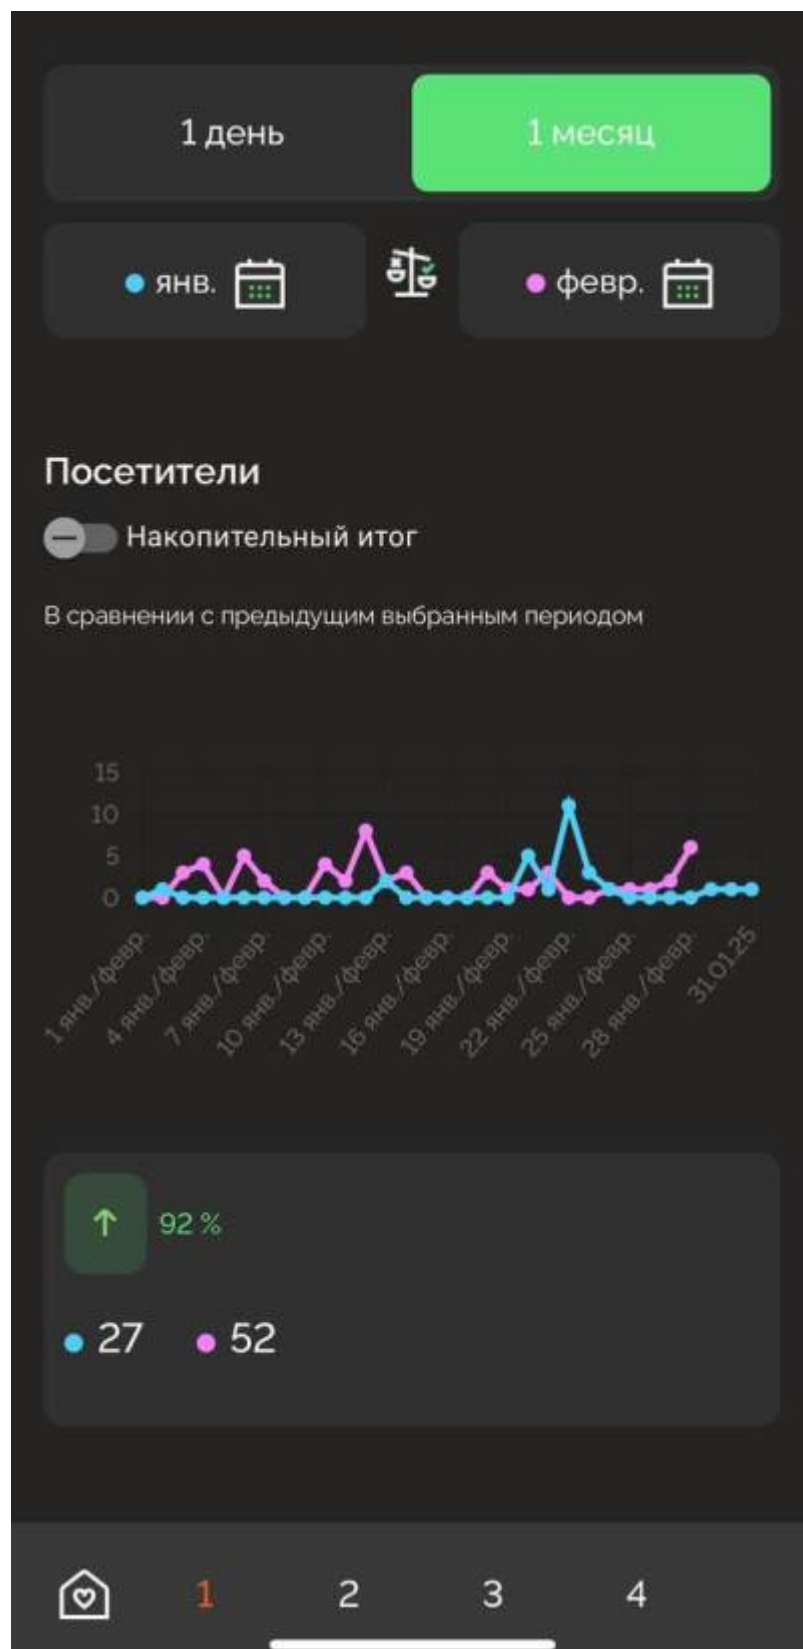 1 день
1 месяц
янв.
февр.
Посетители
Накопительный итог
В сравнении с предыдущим выбранным периодом
15
10
5
0
1 янв./февр.
4 янв./февр.
7 янв./февр.
10 янв./февр.
13 янв./февр.
16 янв./февр.
19 янв./февр.
22 янв./февр.
25 янв./февр.
28 янв./февр.
31.01.25
92 %
27
52
1
2
3
4